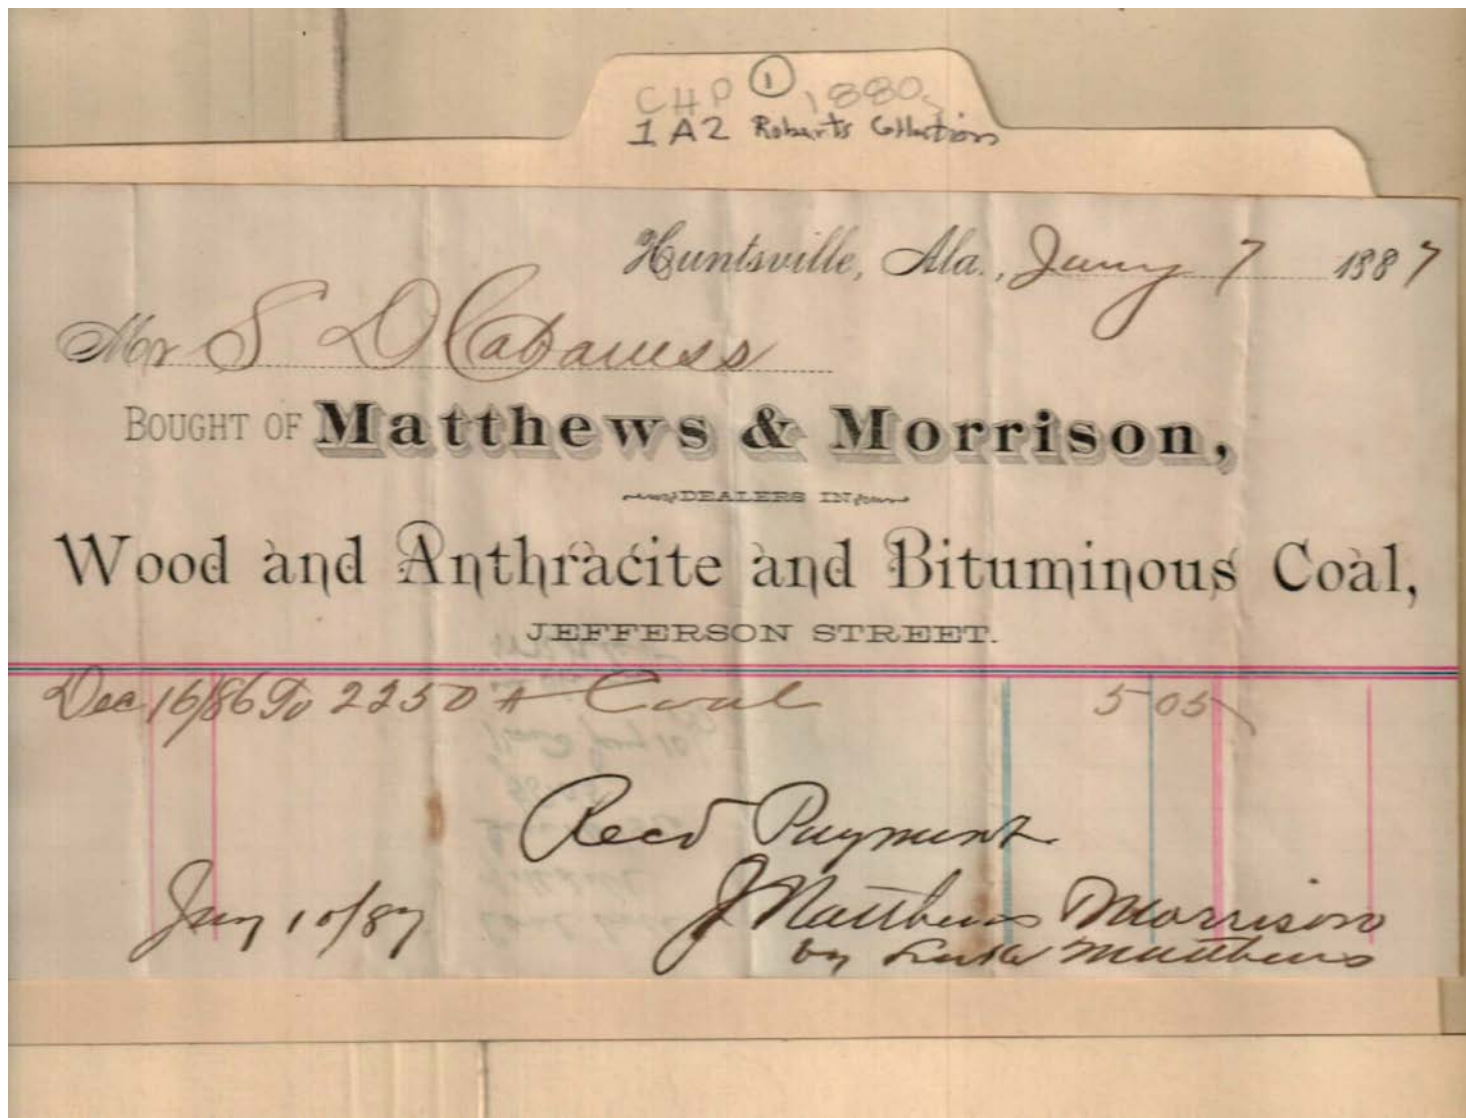 CHP ① 1880s
1A2 Roberts Collection
Huntsville, Ala., Jany 7 1887
Mr S D Cabaniss
BOUGHT OF Matthews & Morrison,
DEALERS IN
Wood and Anthracite and Bituminous Coal,
JEFFERSON STREET.
Dec 16/86 To 2250 # Coal 5 05
Recd Payment
Jany 10/87 J Matthews Morrison
by Luke Matthews